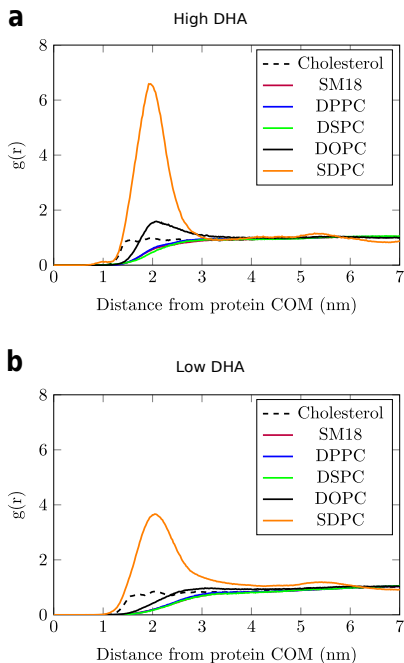 a
High DHA
8
6
4
2
0
g(r)
Cholesterol
SM18
DPPC
DSPC
DOPC
SDPC
0 1 2 3 4 5 6 7
Distance from protein COM (nm)
b
Low DHA
8
6
4
2
0
g(r)
Cholesterol
SM18
DPPC
DSPC
DOPC
SDPC
0 1 2 3 4 5 6 7
Distance from protein COM (nm)